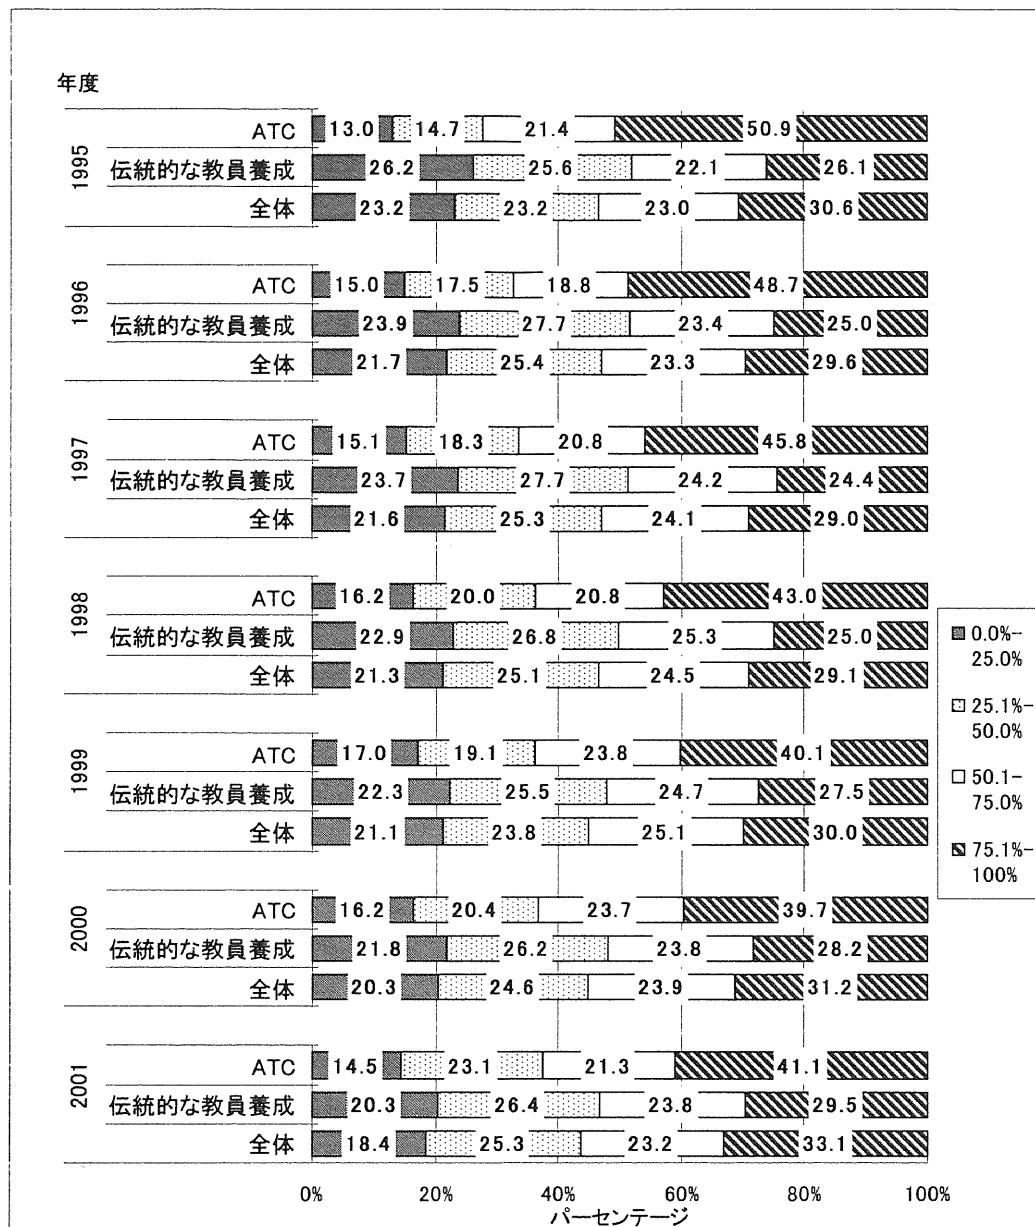 年度
1995
ATC 13.0 14.7 21.4 50.9
伝統的な教員養成 26.2 25.6 22.1 26.1
全体 23.2 23.2 23.0 30.6
1996
ATC 15.0 17.5 18.8 48.7
伝統的な教員養成 23.9 27.7 23.4 25.0
全体 21.7 25.4 23.3 29.6
1997
ATC 15.1 18.3 20.8 45.8
伝統的な教員養成 23.7 27.7 24.2 24.4
全体 21.6 25.3 24.1 29.0
1998
ATC 16.2 20.0 20.8 43.0
伝統的な教員養成 22.9 26.8 25.3 25.0
全体 21.3 25.1 24.5 29.1
1999
ATC 17.0 19.1 23.8 40.1
伝統的な教員養成 22.3 25.5 24.7 27.5
全体 21.1 23.8 25.1 30.0
2000
ATC 16.2 20.4 23.7 39.7
伝統的な教員養成 21.8 26.2 23.8 28.2
全体 20.3 24.6 23.9 31.2
2001
ATC 14.5 23.1 21.3 41.1
伝統的な教員養成 20.3 26.4 23.8 29.5
全体 18.4 25.3 23.2 33.1
0% 20% 40% 60% 80% 100%
パーセンテージ
0.0%-
25.0%
25.1%-
50.0%
50.1-
75.0%
75.1%-
100%